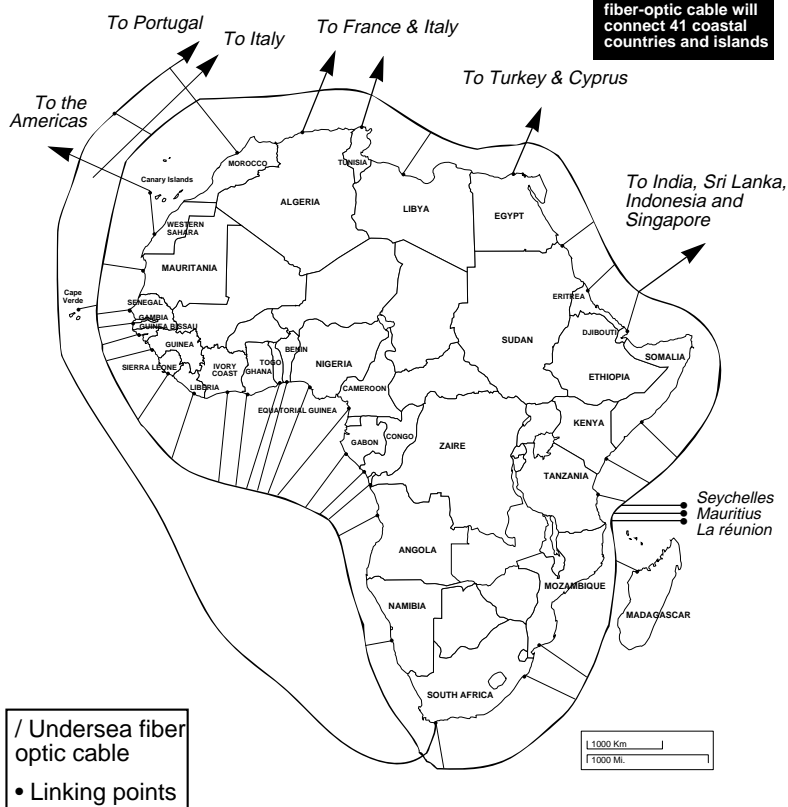 fiber-optic cable will
connect 41 coastal
countries and islands
To Portugal
To Italy
To France & Italy
To Turkey & Cyprus
To the
Americas
To India, Sri Lanka,
Indonesia and
Singapore
MOROCCO
TUNISIA
Canary Islands
ALGERIA
LIBYA
EGYPT
WESTERN
SAHARA
MAURITANIA
Cape
Verde
SENEGAL
GAMBIA
GUINEA BISSAU
GUINEA
SIERRA LEONE
LIBERIA
IVORY
COAST
GHANA
TOGO
BENIN
NIGERIA
CAMEROON
EQUATORIAL GUINEA
GABON
CONGO
ZAIRE
SUDAN
ERITREA
DJIBOUTI
SOMALIA
ETHIOPIA
KENYA
TANZANIA
Seychelles
Mauritius
La réunion
ANGOLA
MOZAMBIQUE
NAMIBIA
MADAGASCAR
SOUTH AFRICA
/ Undersea fiber
optic cable
• Linking points
1000 Km
1000 Mi.